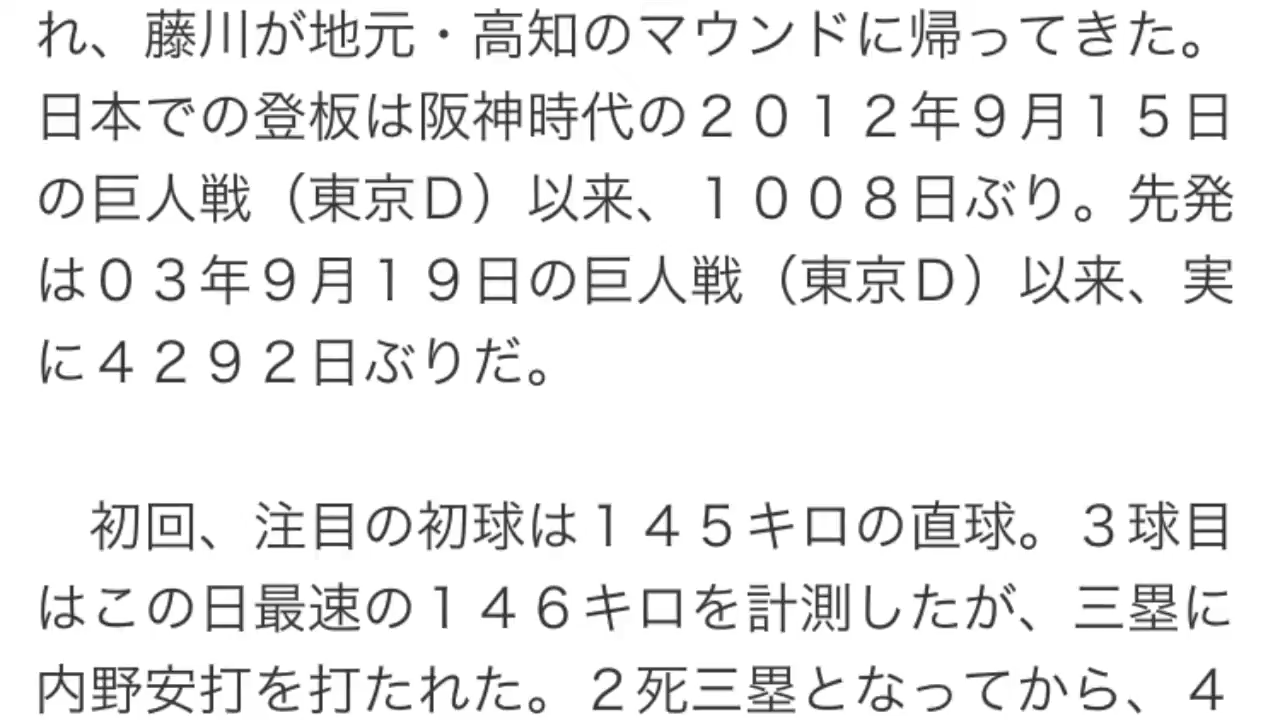 れ、藤川が地元・高知のマウンドに帰ってきた。
日本での登板は阪神時代の２０１２年９月１５日
の巨人戦（東京Ｄ）以来、１００８日ぶり。先発
は０３年９月１９日の巨人戦（東京Ｄ）以来、実
に４２９２日ぶりだ。
　初回、注目の初球は１４５キロの直球。３球目
はこの日最速の１４６キロを計測したが、三塁に
内野安打を打たれた。２死三塁となってから、４